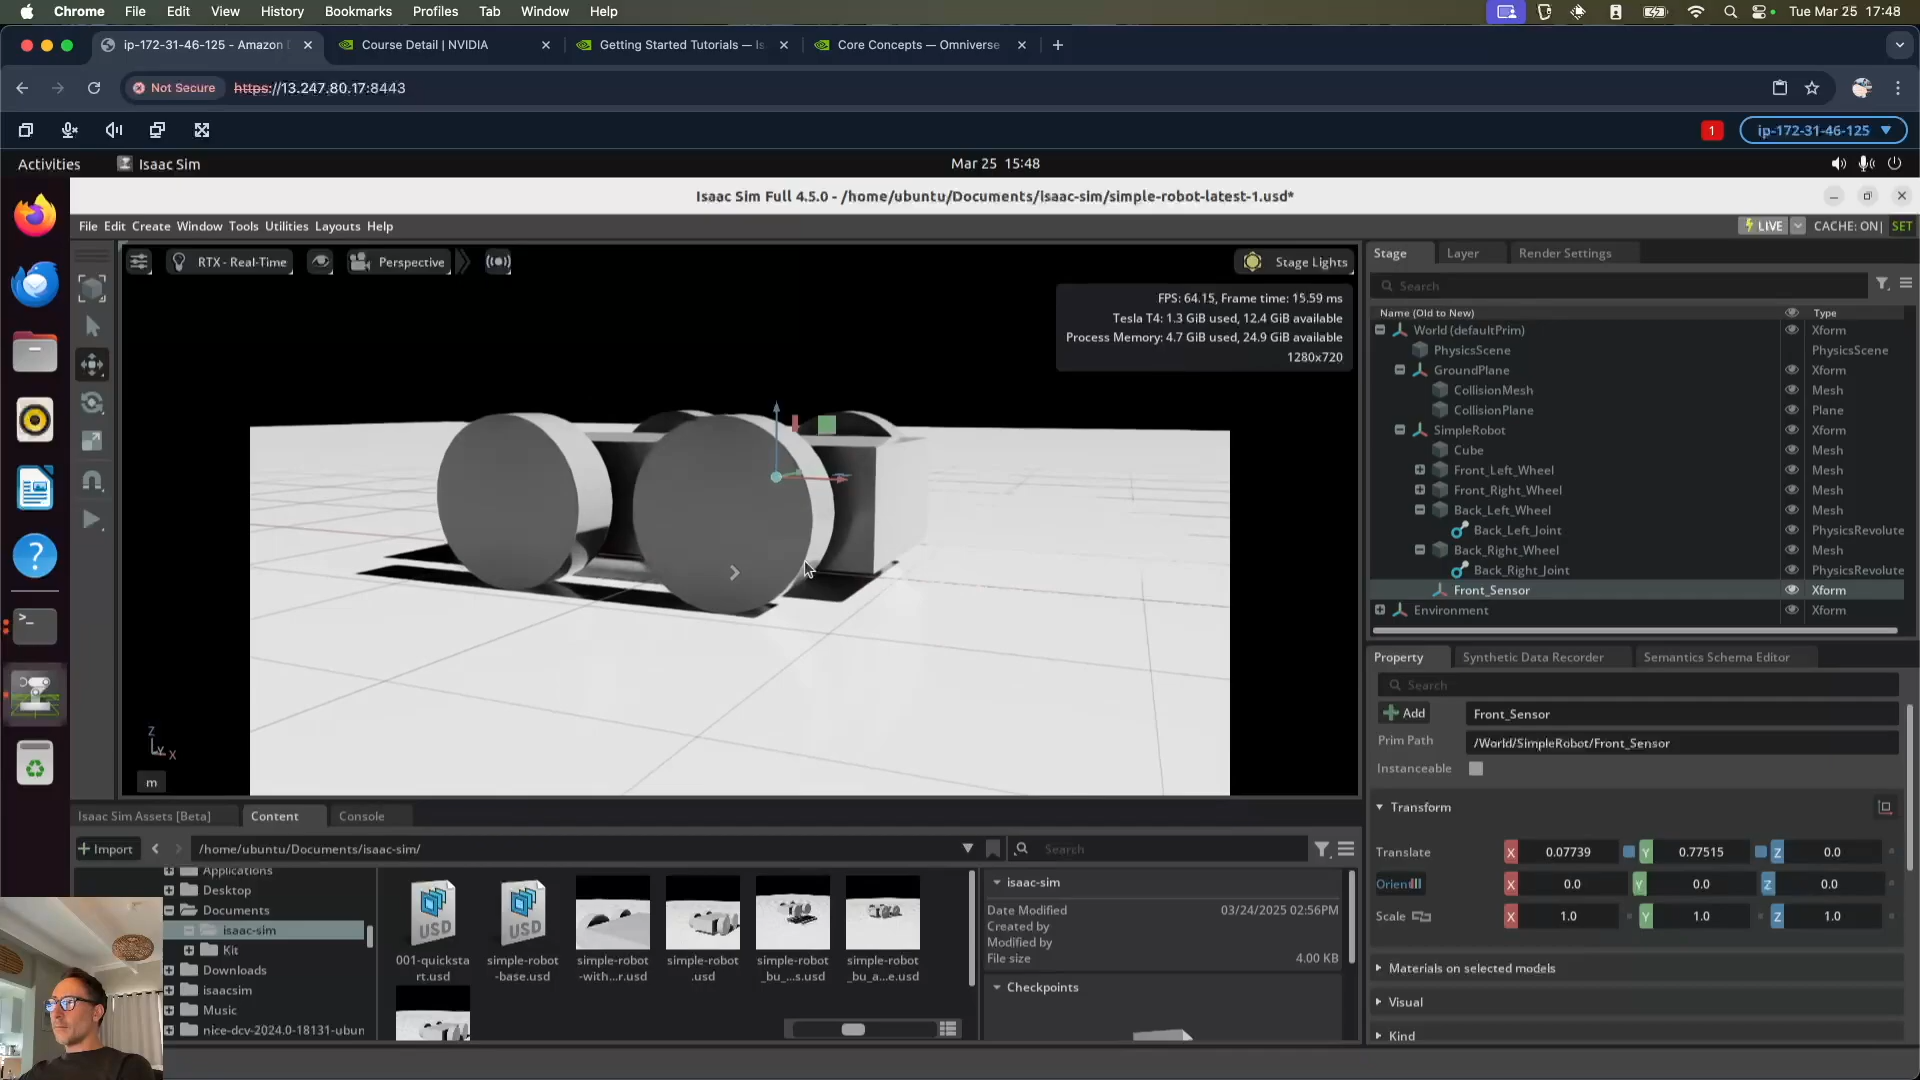 Chrome File Edit View History Bookmarks Profiles Tab Window Help
Tue Mar 25 17:48
ip-172-31-46-125 - Amazon
Course Detail | NVIDIA
Getting Started Tutorials — Is
Core Concepts — Omniverse
Not Secure
https://13.247.80.17:8443
1
ip-172-31-46-125
Activities
Isaac Sim
Mar 25 15:48
Isaac Sim Full 4.5.0 - /home/ubuntu/Documents/isaac-sim/simple-robot-latest-1.usd*
File Edit Create Window Tools Utilities Layouts Help
LIVE
CACHE: ON
SET
RTX - Real-Time
Perspective
Stage Lights
FPS: 64.15, Frame time: 15.59 ms
Tesla T4: 1.3 GiB used, 12.4 GiB available
Process Memory: 4.7 GiB used, 24.9 GiB available
1280x720
Z
Y
X
m
Stage
Layer
Render Settings
Search
Name (Old to New)
Type
World (defaultPrim) Xform
PhysicsScene PhysicsScene
GroundPlane Xform
CollisionMesh Mesh
CollisionPlane Plane
SimpleRobot Xform
Cube Mesh
Front_Left_Wheel Mesh
Front_Right_Wheel Mesh
Back_Left_Wheel Mesh
Back_Left_Joint PhysicsRevolute
Back_Right_Wheel Mesh
Back_Right_Joint PhysicsRevolute
Front_Sensor Xform
Environment Xform
Property
Synthetic Data Recorder
Semantics Schema Editor
Search
Add
Front_Sensor
Prim Path
/World/SimpleRobot/Front_Sensor
Instanceable
Transform
Translate X 0.07739 Y 0.77515 Z 0.0
Orient X 0.0 Y 0.0 Z 0.0
Scale X 1.0 Y 1.0 Z 1.0
Materials on selected models
Visual
Kind
Isaac Sim Assets [Beta]
Content
Console
Import
/home/ubuntu/Documents/isaac-sim/
Search
Applications
Desktop
Documents
isaac-sim
Kit
Downloads
isaacsim
Music
nice-dcv-2024.0-18131-ubun
USD
USD
001-quicksta
rt.usd
simple-robot
-base.usd
simple-robot
-with...r.usd
simple-robot
.usd
simple-robot
_bu_...s.usd
simple-robot
_bu_a...e.usd
isaac-sim
Date Modified 03/24/2025 02:56PM
Created by
Modified by
File size 4.00 KB
Checkpoints